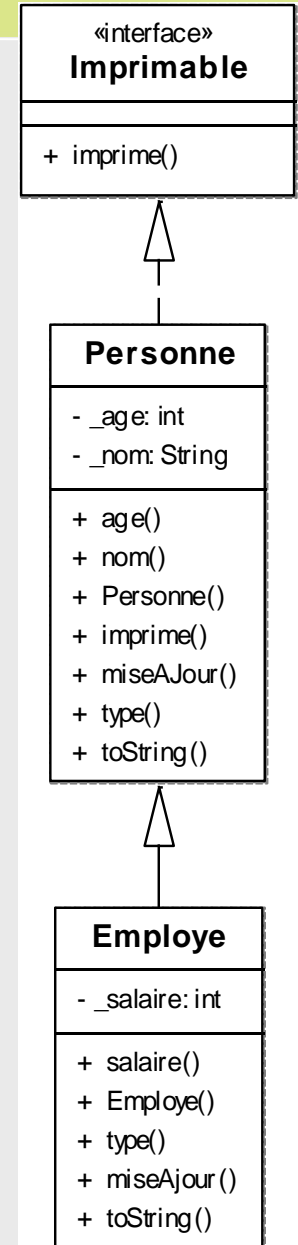 «interface»
Imprimable
+ imprime()
Personne
- _age: int
- _nom: String
+ age()
+ nom()
+ Personne()
+ imprime()
+ miseAJour()
+ type()
+ toString()
Employe
- _salaire: int
+ salaire()
+ Employe()
+ type()
+ miseAjour()
+ toString()